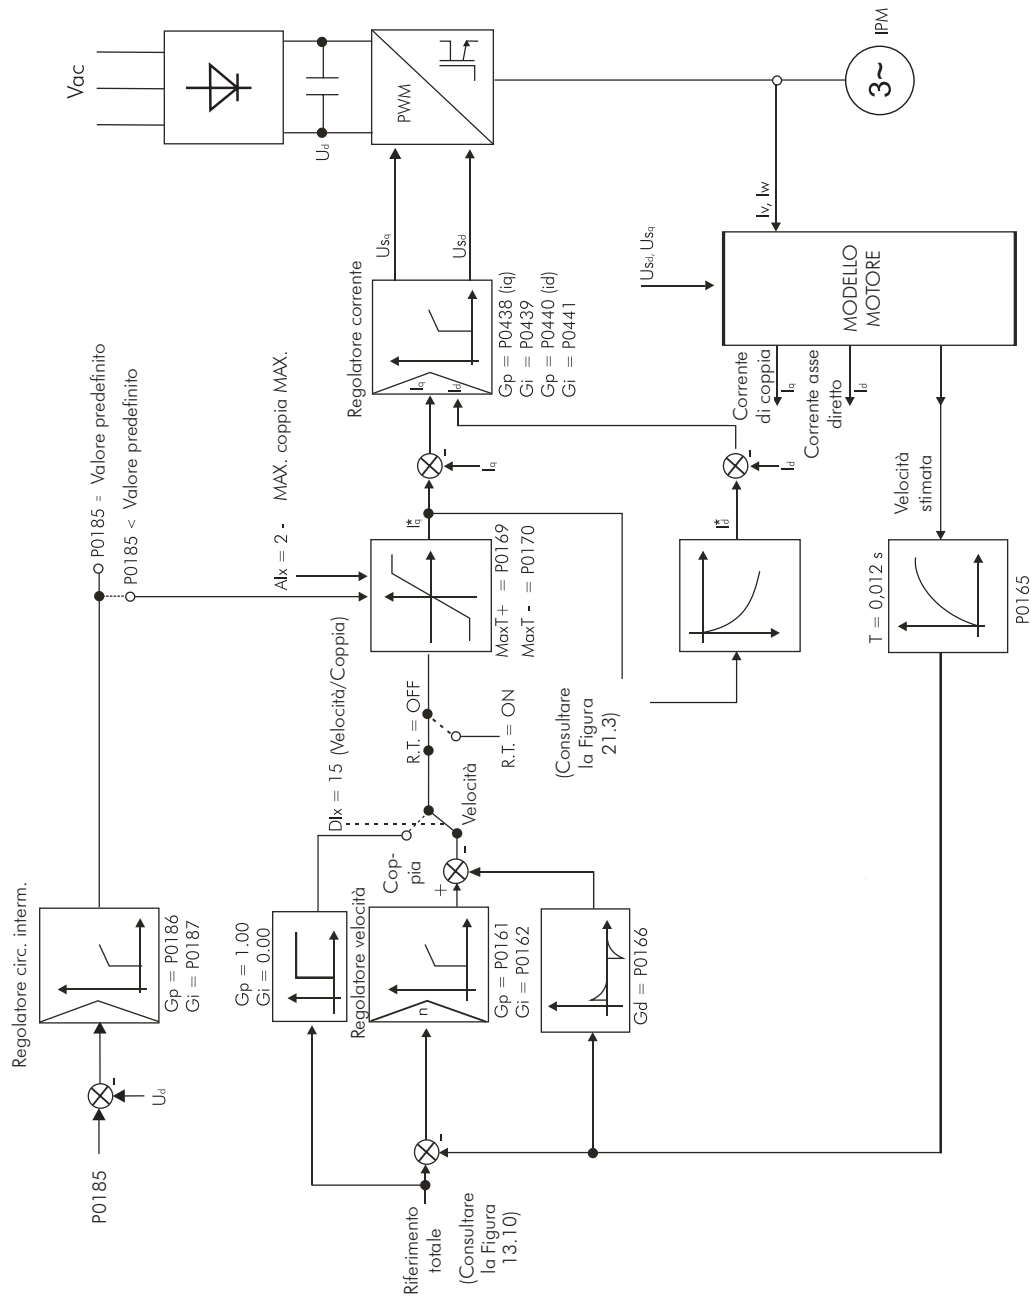 Regolatore circ. interm.
P0185
Ud
Gp = P0186
Gi = P0187
P0185 = Valore predefinito
P0185 < Valore predefinito
Vac
Ud
PWM
3~
IPM
Riferimento
totale
(Consultare
la Figura
13.10)
Gp = 1.00
Gi = 0.00
Regolatore velocità
n
Gp = P0161
Gi = P0162
Gd = P0166
Cop-
pia
+
-
DIx = 15 (Velocità/Coppia)
Velocità
R.T. = OFF
R.T. = ON
AIx = 2 - MAX. coppia MAX.
MaxT+ = P0169
MaxT - = P0170
I*q
Iq
(Consultare
la Figura
21.3)
Regolatore corrente
Iq
Id
Gp = P0438 (iq)
Gi = P0439
Gp = P0440 (id)
Gi = P0441
Usq
Usd
I*d
Id
Usd, Usq
Iv, Iw
MODELLO
MOTORE
Corrente
di coppia
Iq
Corrente asse
diretto
Id
Velocità
stimata
T = 0,012 s
P0165